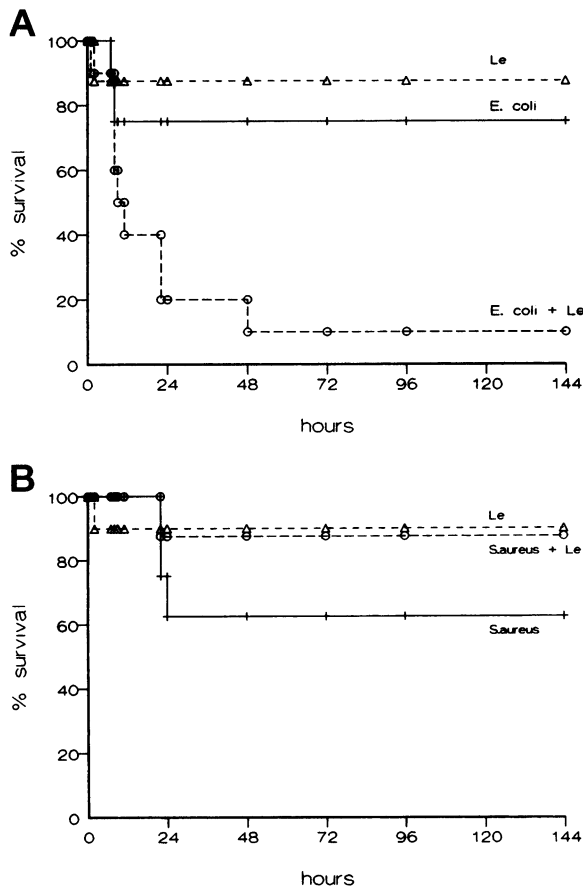 A
100
80
60
40
20
0
% survival
Le
E. coli
E. coli + Le
0 24 48 72 96 120 144
hours
B
100
80
60
40
20
0
% survival
Le
S.aureus + Le
S.aureus
0 24 48 72 96 120 144
hours